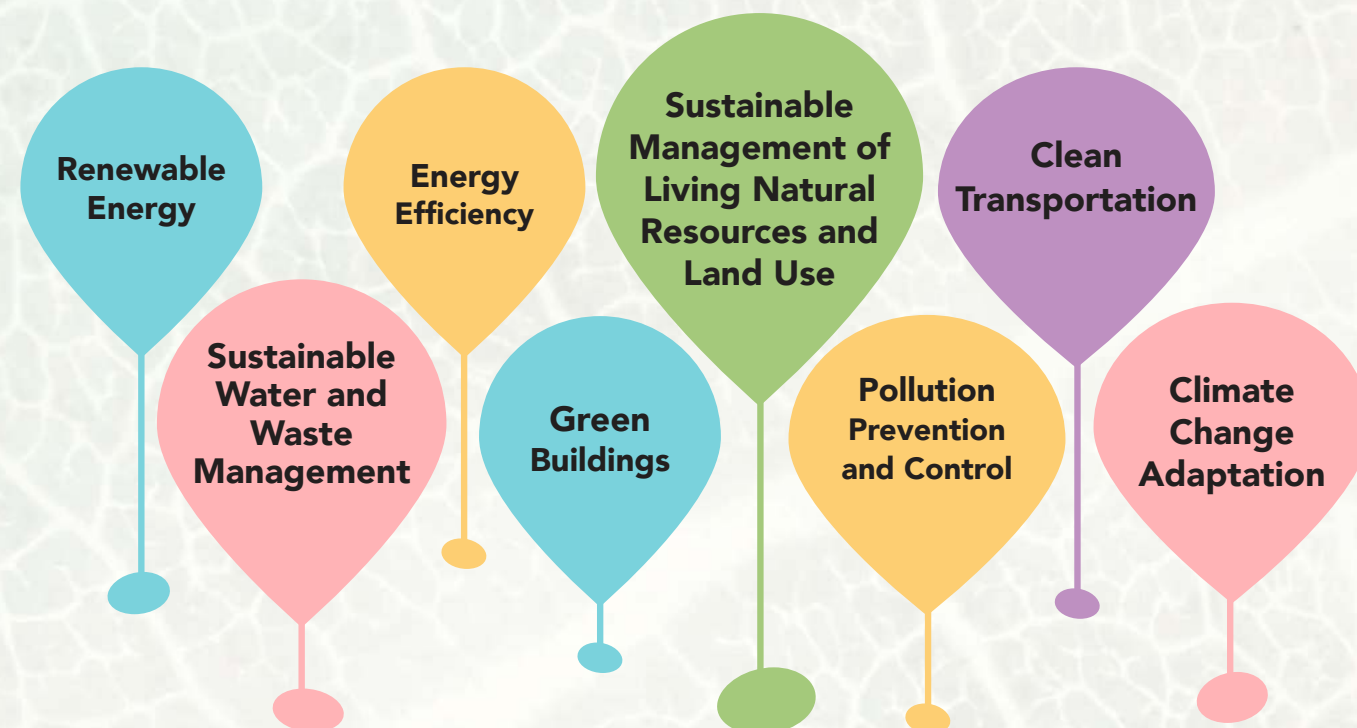 Renewable
Energy
Energy
Efficiency
Sustainable
Management of
Living Natural
Resources and
Land Use
Clean
Transportation
Sustainable
Water and
Waste
Management
Green
Buildings
Pollution
Prevention
and Control
Climate
Change
Adaptation